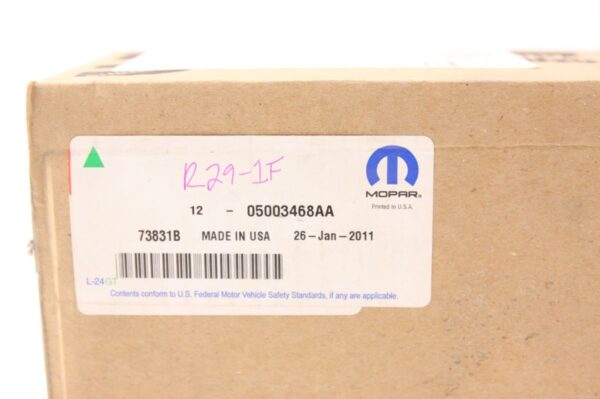 R29-1F
MOPAR®
Printed in U.S.A.
12 - 05003468AA
73831B MADE IN USA 26-Jan-2011
L-24GT
Contents conform to U.S. Federal Motor Vehicle Safety Standards, if any are applicable.